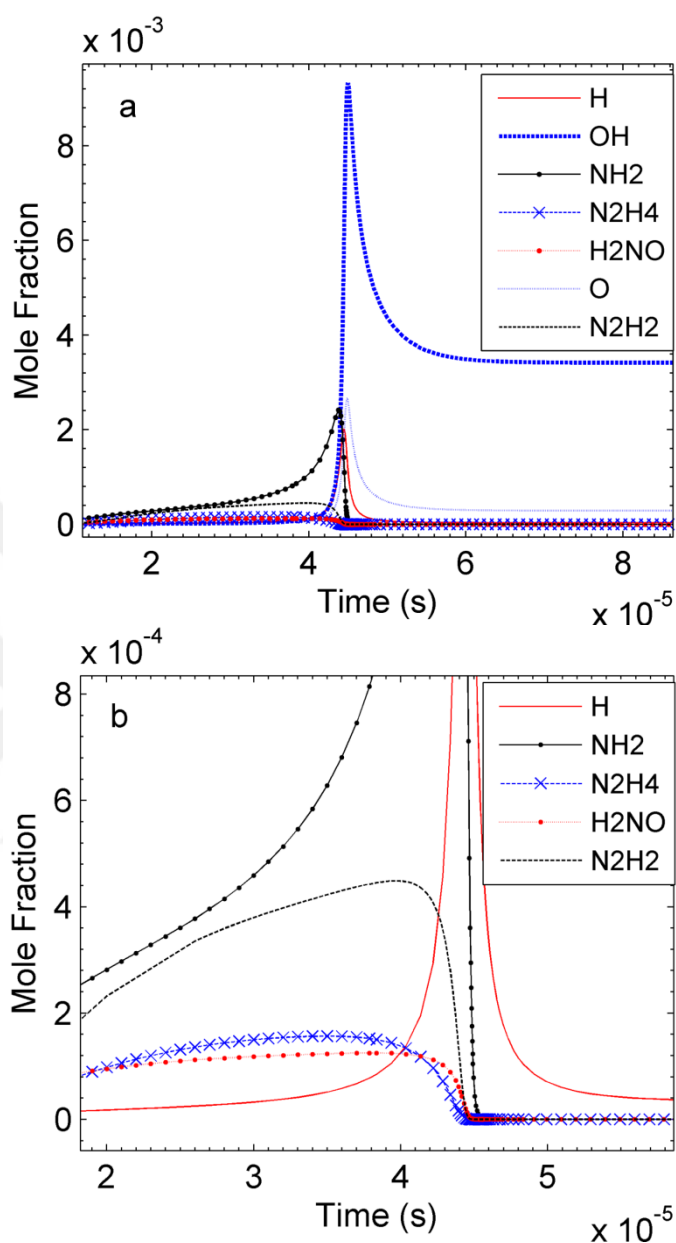 x 10-3
a
H
OH
NH2
N2H4
H2NO
O
N2H2
8
6
4
2
0
Mole Fraction
2 4 6 8
Time (s)
x 10-5
x 10-4
b
H
NH2
N2H4
H2NO
N2H2
8
6
4
2
0
Mole Fraction
2 3 4 5
Time (s)
x 10-5